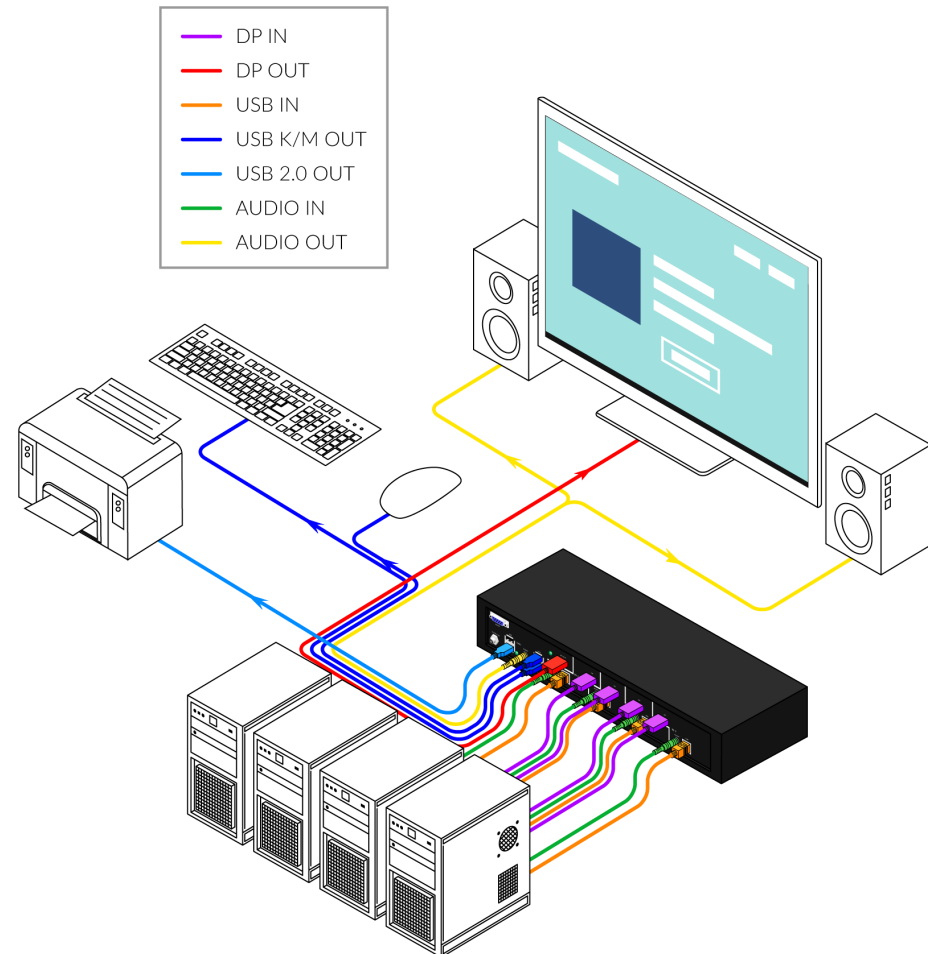 DP IN
DP OUT
USB IN
USB K/M OUT
USB 2.0 OUT
AUDIO IN
AUDIO OUT